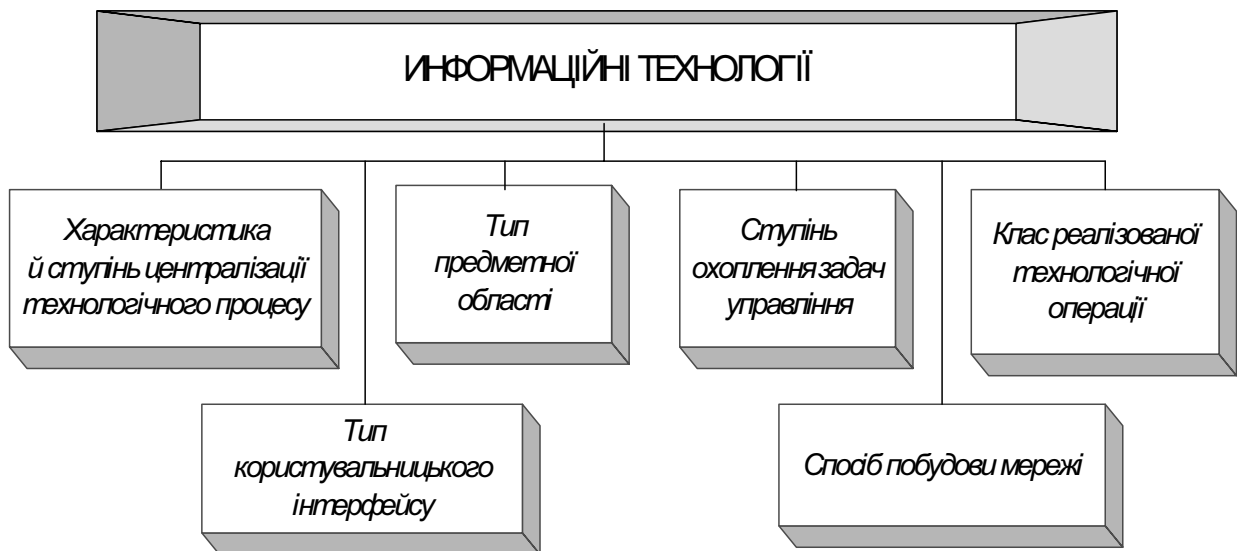 ИНФОРМАЦІЙНІ ТЕХНОЛОГІЇ
Характеристика
й ступінь централізації
технологічного процесу
Тип
предметної
області
Ступінь
охоплення задач
управління
Клас реалізованої
технологічної
операції
Тип
користувальницького
інтерфейсу
Спосіб побудови мережі